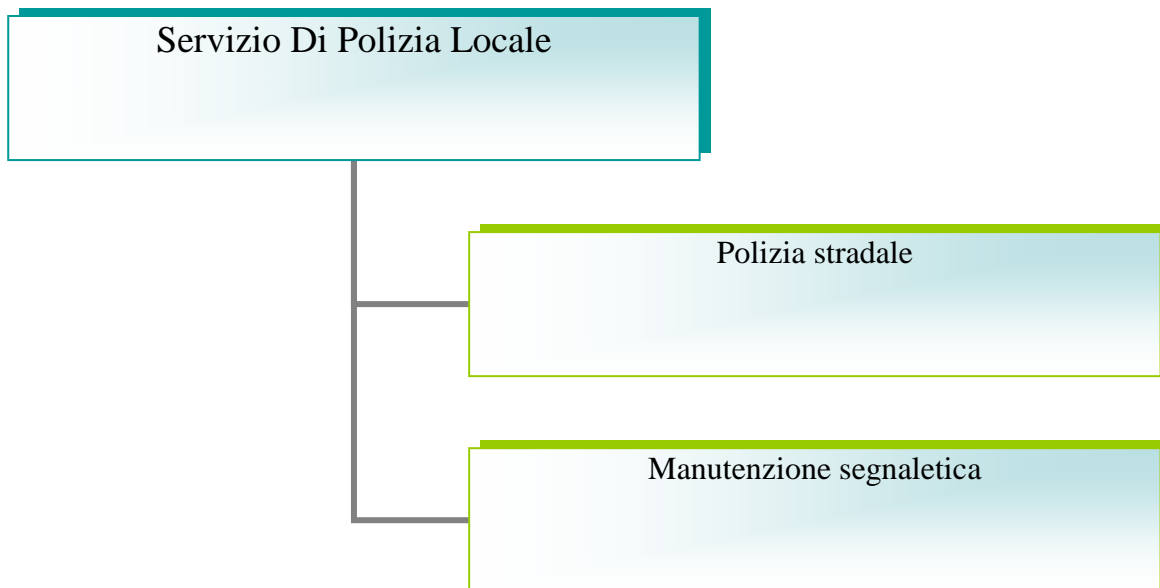 Servizio Di Polizia Locale
Polizia stradale
Manutenzione segnaletica